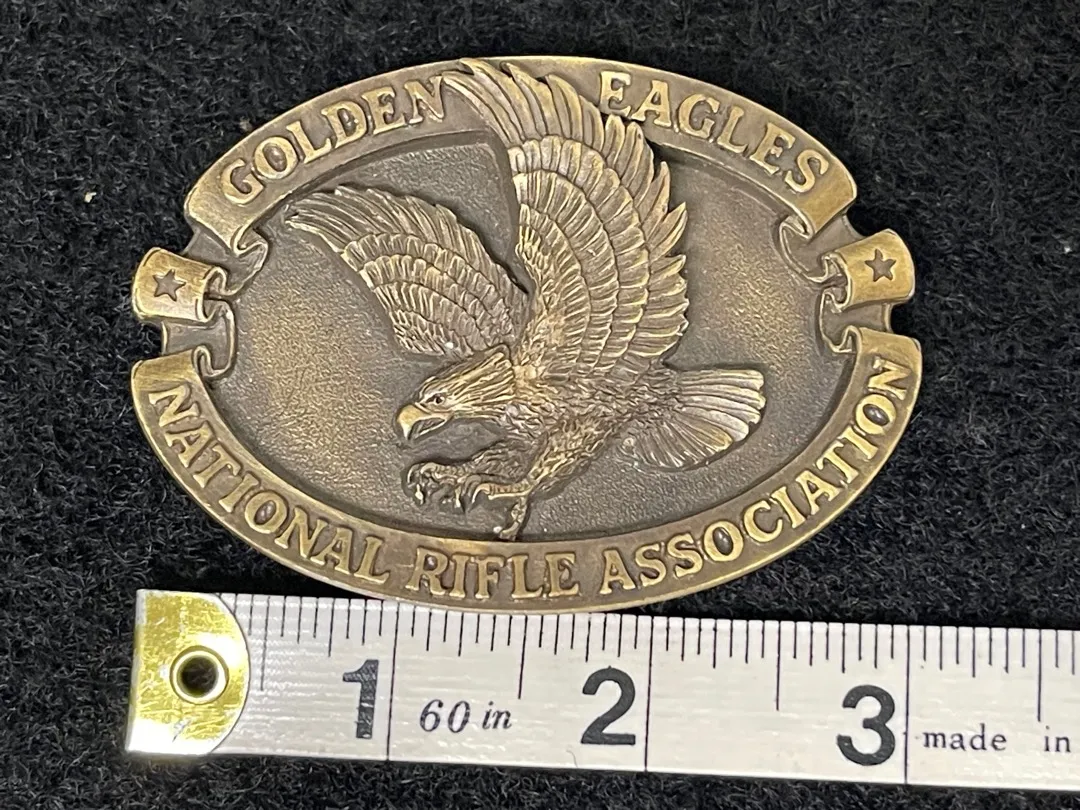 GOLDEN EAGLES
NATIONAL RIFLE ASSOCIATION
1 60 in 2 3 made in